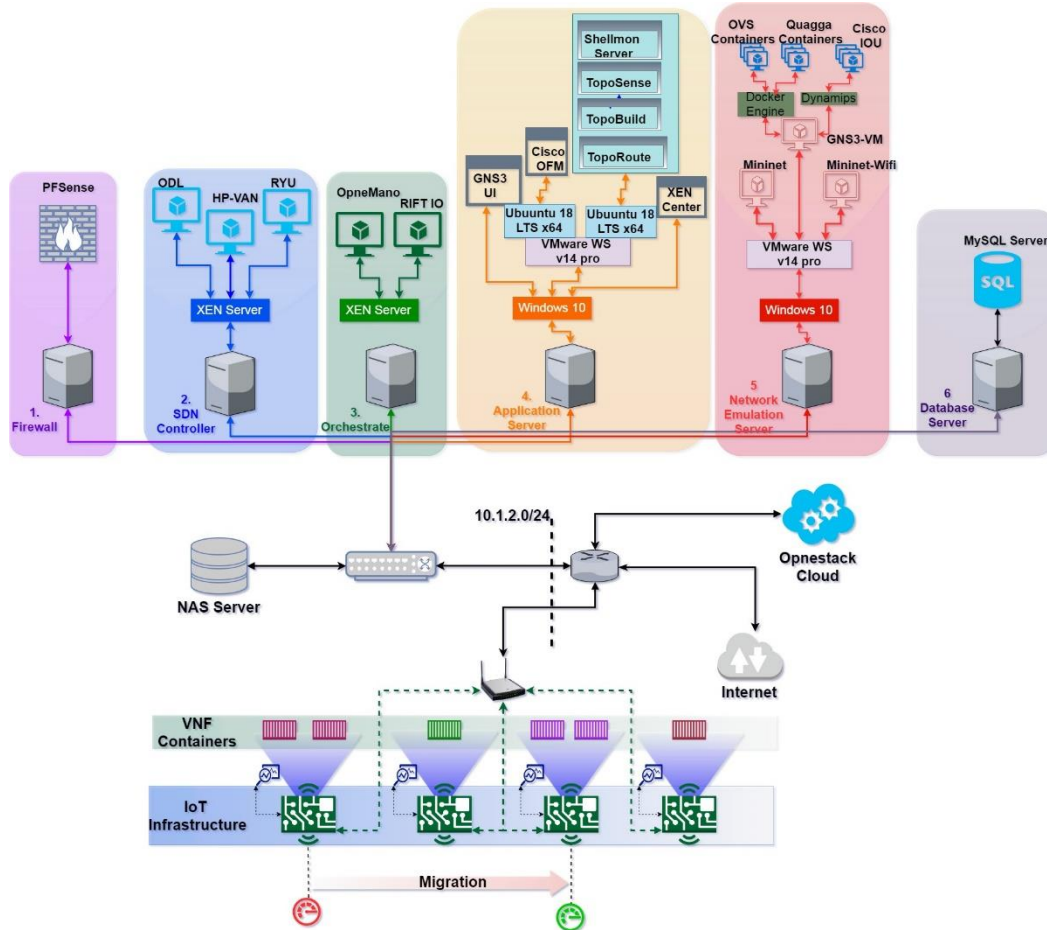 OVS
Containers
Quagga
Containers
Cisco
IOU
Shellmon
Server
TopoSense
TopoBuild
TopoRoute
Docker
Engine
Dynamips
GNS3-VM
Mininet
Mininet-Wifi
Cisco
OFM
GNS3
UI
XEN
Center
Ubuuntu 18
LTS x64
Ubuuntu 18
LTS x64
VMware WS
v14 pro
VMware WS
v14 pro
PFSense
ODL
HP-VAN
RYU
OpneMano
RIFT IO
MySQL Server
SQL
XEN Server
XEN Server
Windows 10
Windows 10
1.
Firewall
2.
SDN
Controller
3.
Orchestrate
4.
Application
Server
5
Network
Emulation
Server
6
Database
Server
10.1.2.0/24
NAS Server
Opnestack
Cloud
Internet
VNF
Containers
IoT
Infrastructure
Migration